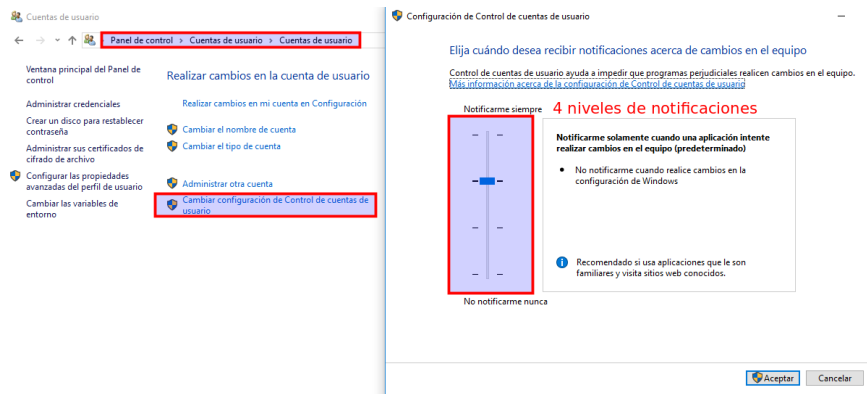 Cuentas de usuario
Panel de control > Cuentas de usuario > Cuentas de usuario
Ventana principal del Panel de
control
Administrar credenciales
Crear un disco para restablecer
contraseña
Administrar sus certificados de
cifrado de archivo
Configurar las propiedades
avanzadas del perfil de usuario
Cambiar las variables de
entorno
Realizar cambios en la cuenta de usuario
Realizar cambios en mi cuenta en Configuración
Cambiar el nombre de cuenta
Cambiar el tipo de cuenta
Administrar otra cuenta
Cambiar configuración de Control de cuentas de
usuario
Configuración de Control de cuentas de usuario
Elija cuándo desea recibir notificaciones acerca de cambios en el equipo
Control de cuentas de usuario ayuda a impedir que programas perjudiciales realicen cambios en el equipo.
Más información acerca de la configuración de Control de cuentas de usuario
Notificarme siempre
4 niveles de notificaciones
Notificarme solamente cuando una aplicación intente
realizar cambios en el equipo (predeterminado)
• No notificarme cuando realice cambios en la
configuración de Windows
Recomendado si usa aplicaciones que le son
familiares y visita sitios web conocidos.
No notificarme nunca
Aceptar
Cancelar